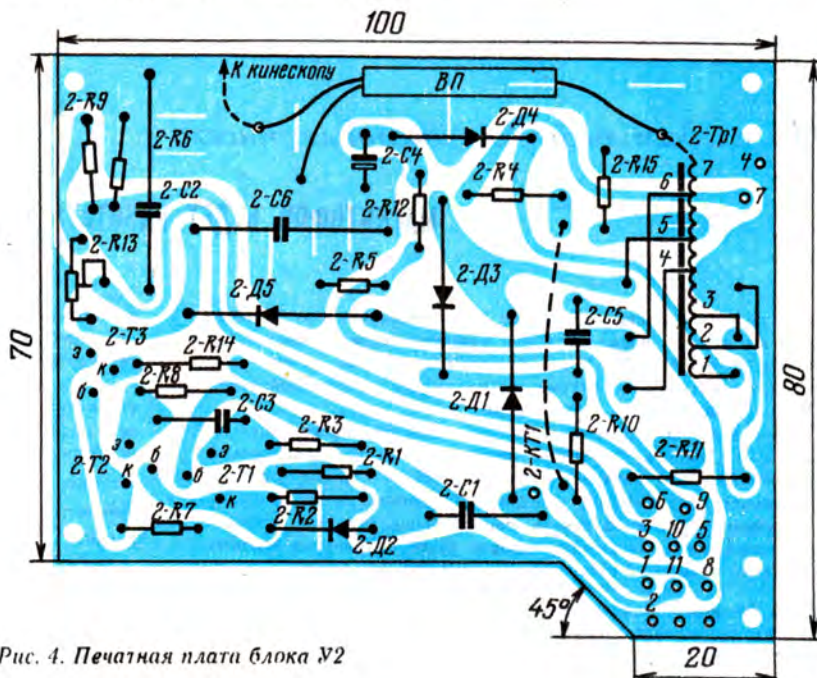 100
К кинескопу
ВП
2-R9
2-R6
2-C2
2-C4
2-Д4
2-Тр1
2-R4
2-R15
7
4
6
7
2-C6
2-R12
5
2-R13
4
2-R5
2-Д3
2-Д5
3
2-C5
2
2-T3
э
2-R14
1
к
2-R8
б
2-C3
2-Д1
2-КТ1
2-R10
70
80
2-R3
э
э
2-T2
б
2-R1
2-R11
к
б
2-T1
к
2-R2
2-C1
6
9
2-R7
2-Д2
3
10
5
1
11
8
45°
2
20
Рис. 4. Печатная плата блока У2